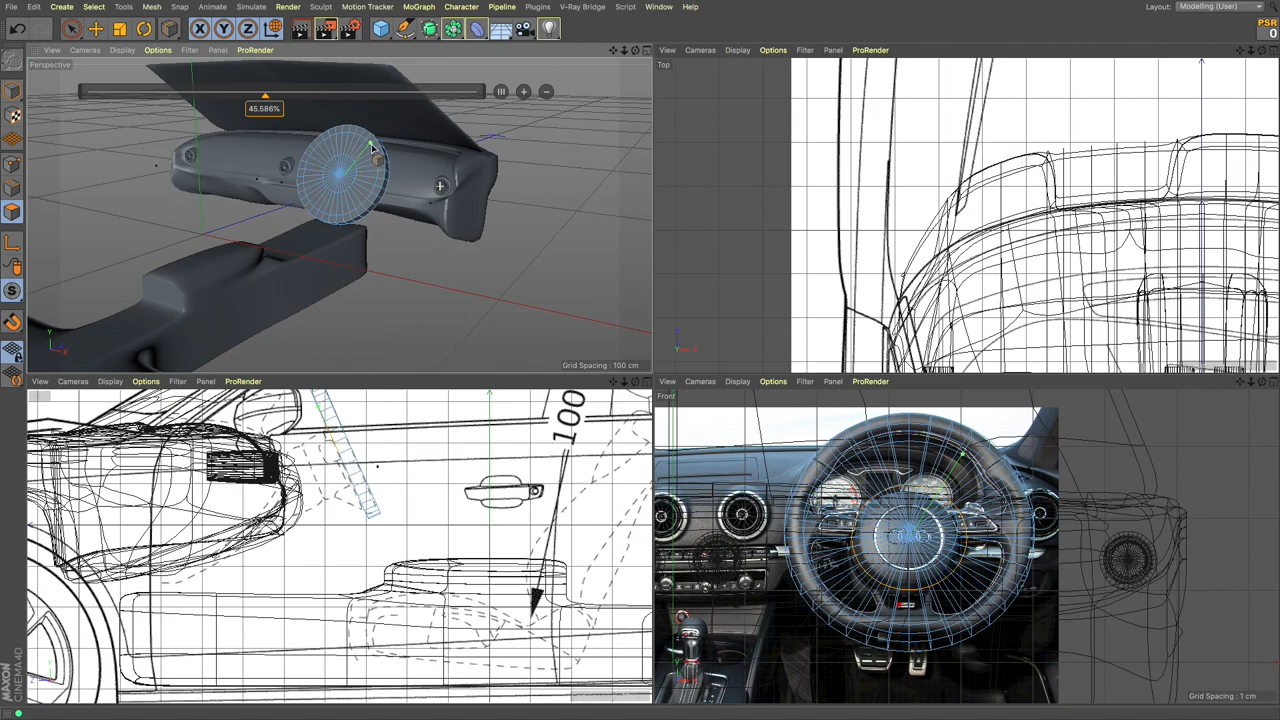 File Edit Create Select Tools Mesh Snap Animate Simulate Render Sculpt Motion Tracker MoGraph Character Pipeline Plugins V-Ray Bridge Script Window Help Layout: Modelling (User)
X Y Z PSR
0
View Cameras Display Options Filter Panel ProRender
Perspective
45.586%
Y
X
Grid Spacing : 100 cm
View Cameras Display Options Filter Panel ProRender
Top
View Cameras Display Options Filter Panel ProRender
100
View Cameras Display Options Filter Panel ProRender
Front
Grid Spacing : 1 cm
MAXON
CINEMA 4D